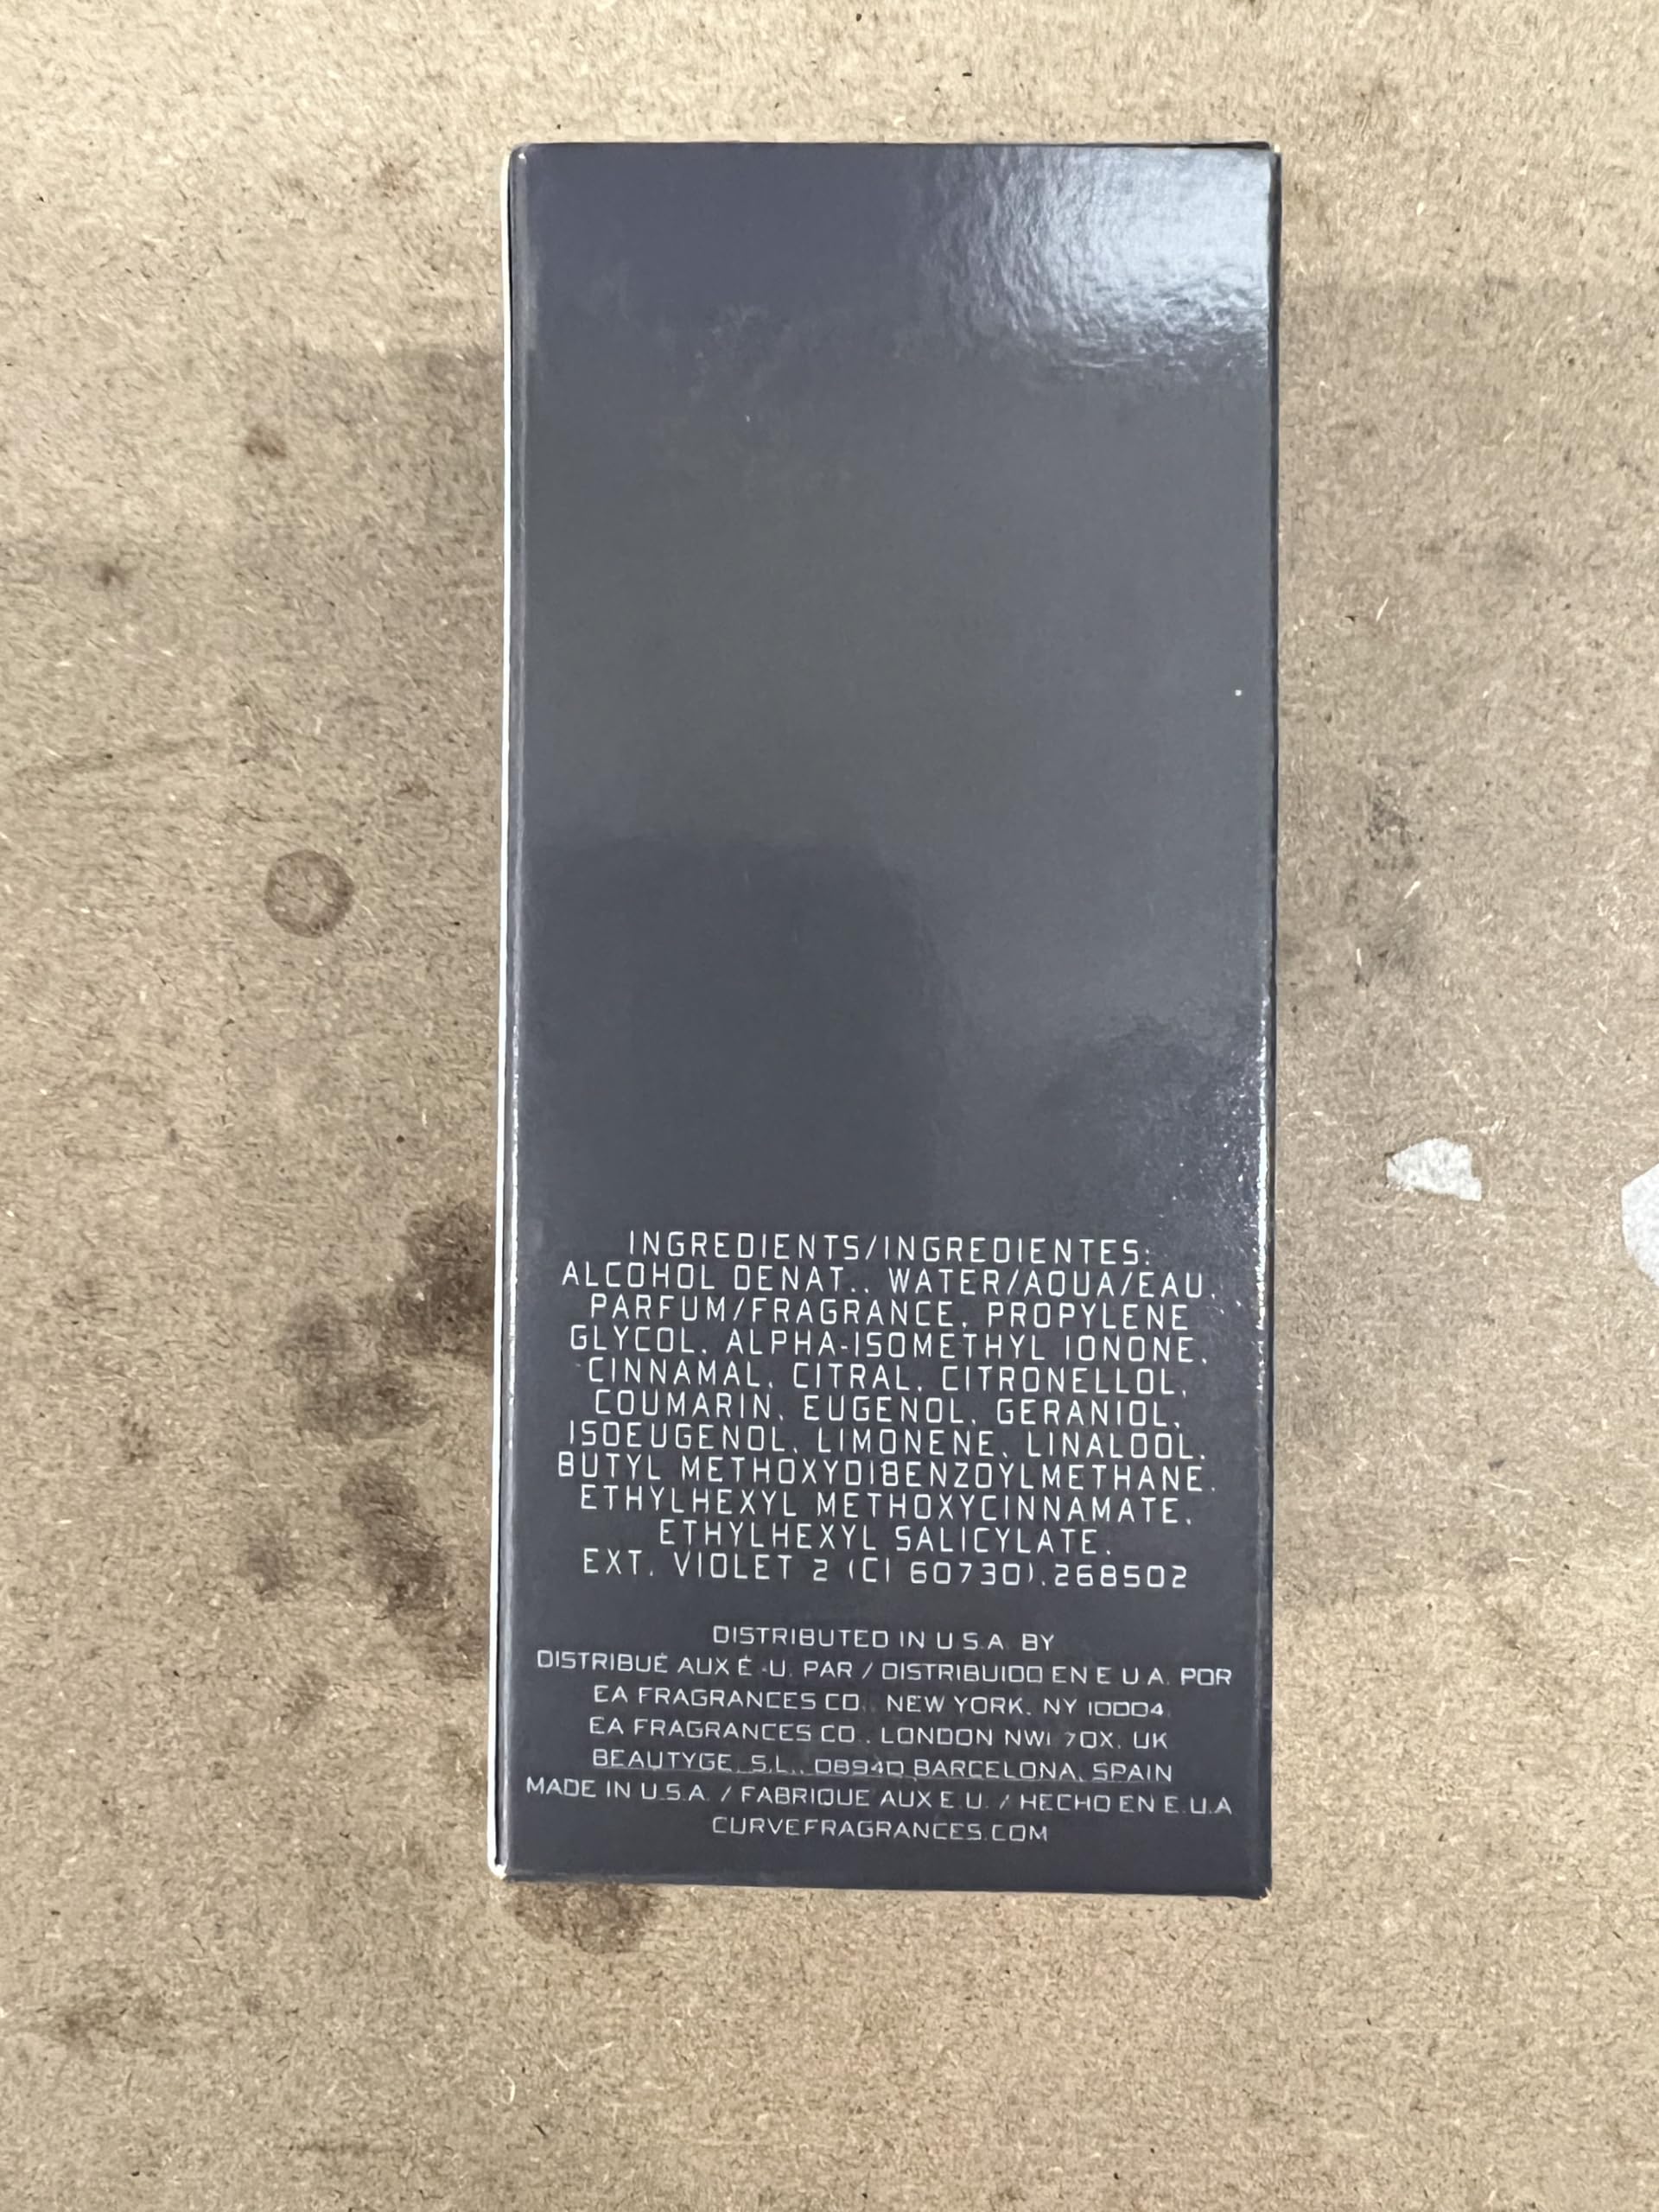 INGREDIENTS/INGREDIENTES:
ALCOHOL DENAT., WATER/AQUA/EAU,
PARFUM/FRAGRANCE, PROPYLENE
GLYCOL, ALPHA-ISOMETHYL IONONE,
CINNAMAL, CITRAL, CITRONELLOL,
COUMARIN, EUGENOL, GERANIOL,
ISOEUGENOL, LIMONENE, LINALOOL,
BUTYL METHOXYDIBENZOYLMETHANE,
ETHYLHEXYL METHOXYCINNAMATE,
ETHYLHEXYL SALICYLATE,
EXT. VIOLET 2 (CI 60730).268502
DISTRIBUTED IN U.S.A. BY
DISTRIBUÉ AUX É.-U. PAR / DISTRIBUIDO EN E.U.A. POR
EA FRAGRANCES CO., NEW YORK, NY 10004,
EA FRAGRANCES CO., LONDON NW1 7QX, UK
BEAUTYGE, S.L., 08940 BARCELONA, SPAIN
MADE IN U.S.A. / FABRIQUE AUX E.U. / HECHO EN E.U.A
CURVEFRAGRANCES.COM